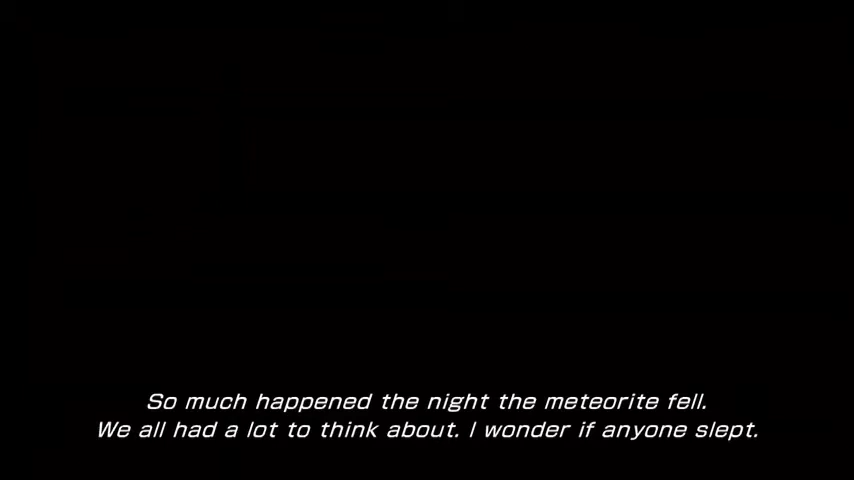 So much happened the night the meteorite fell.
We all had a lot to think about. I wonder if anyone slept.